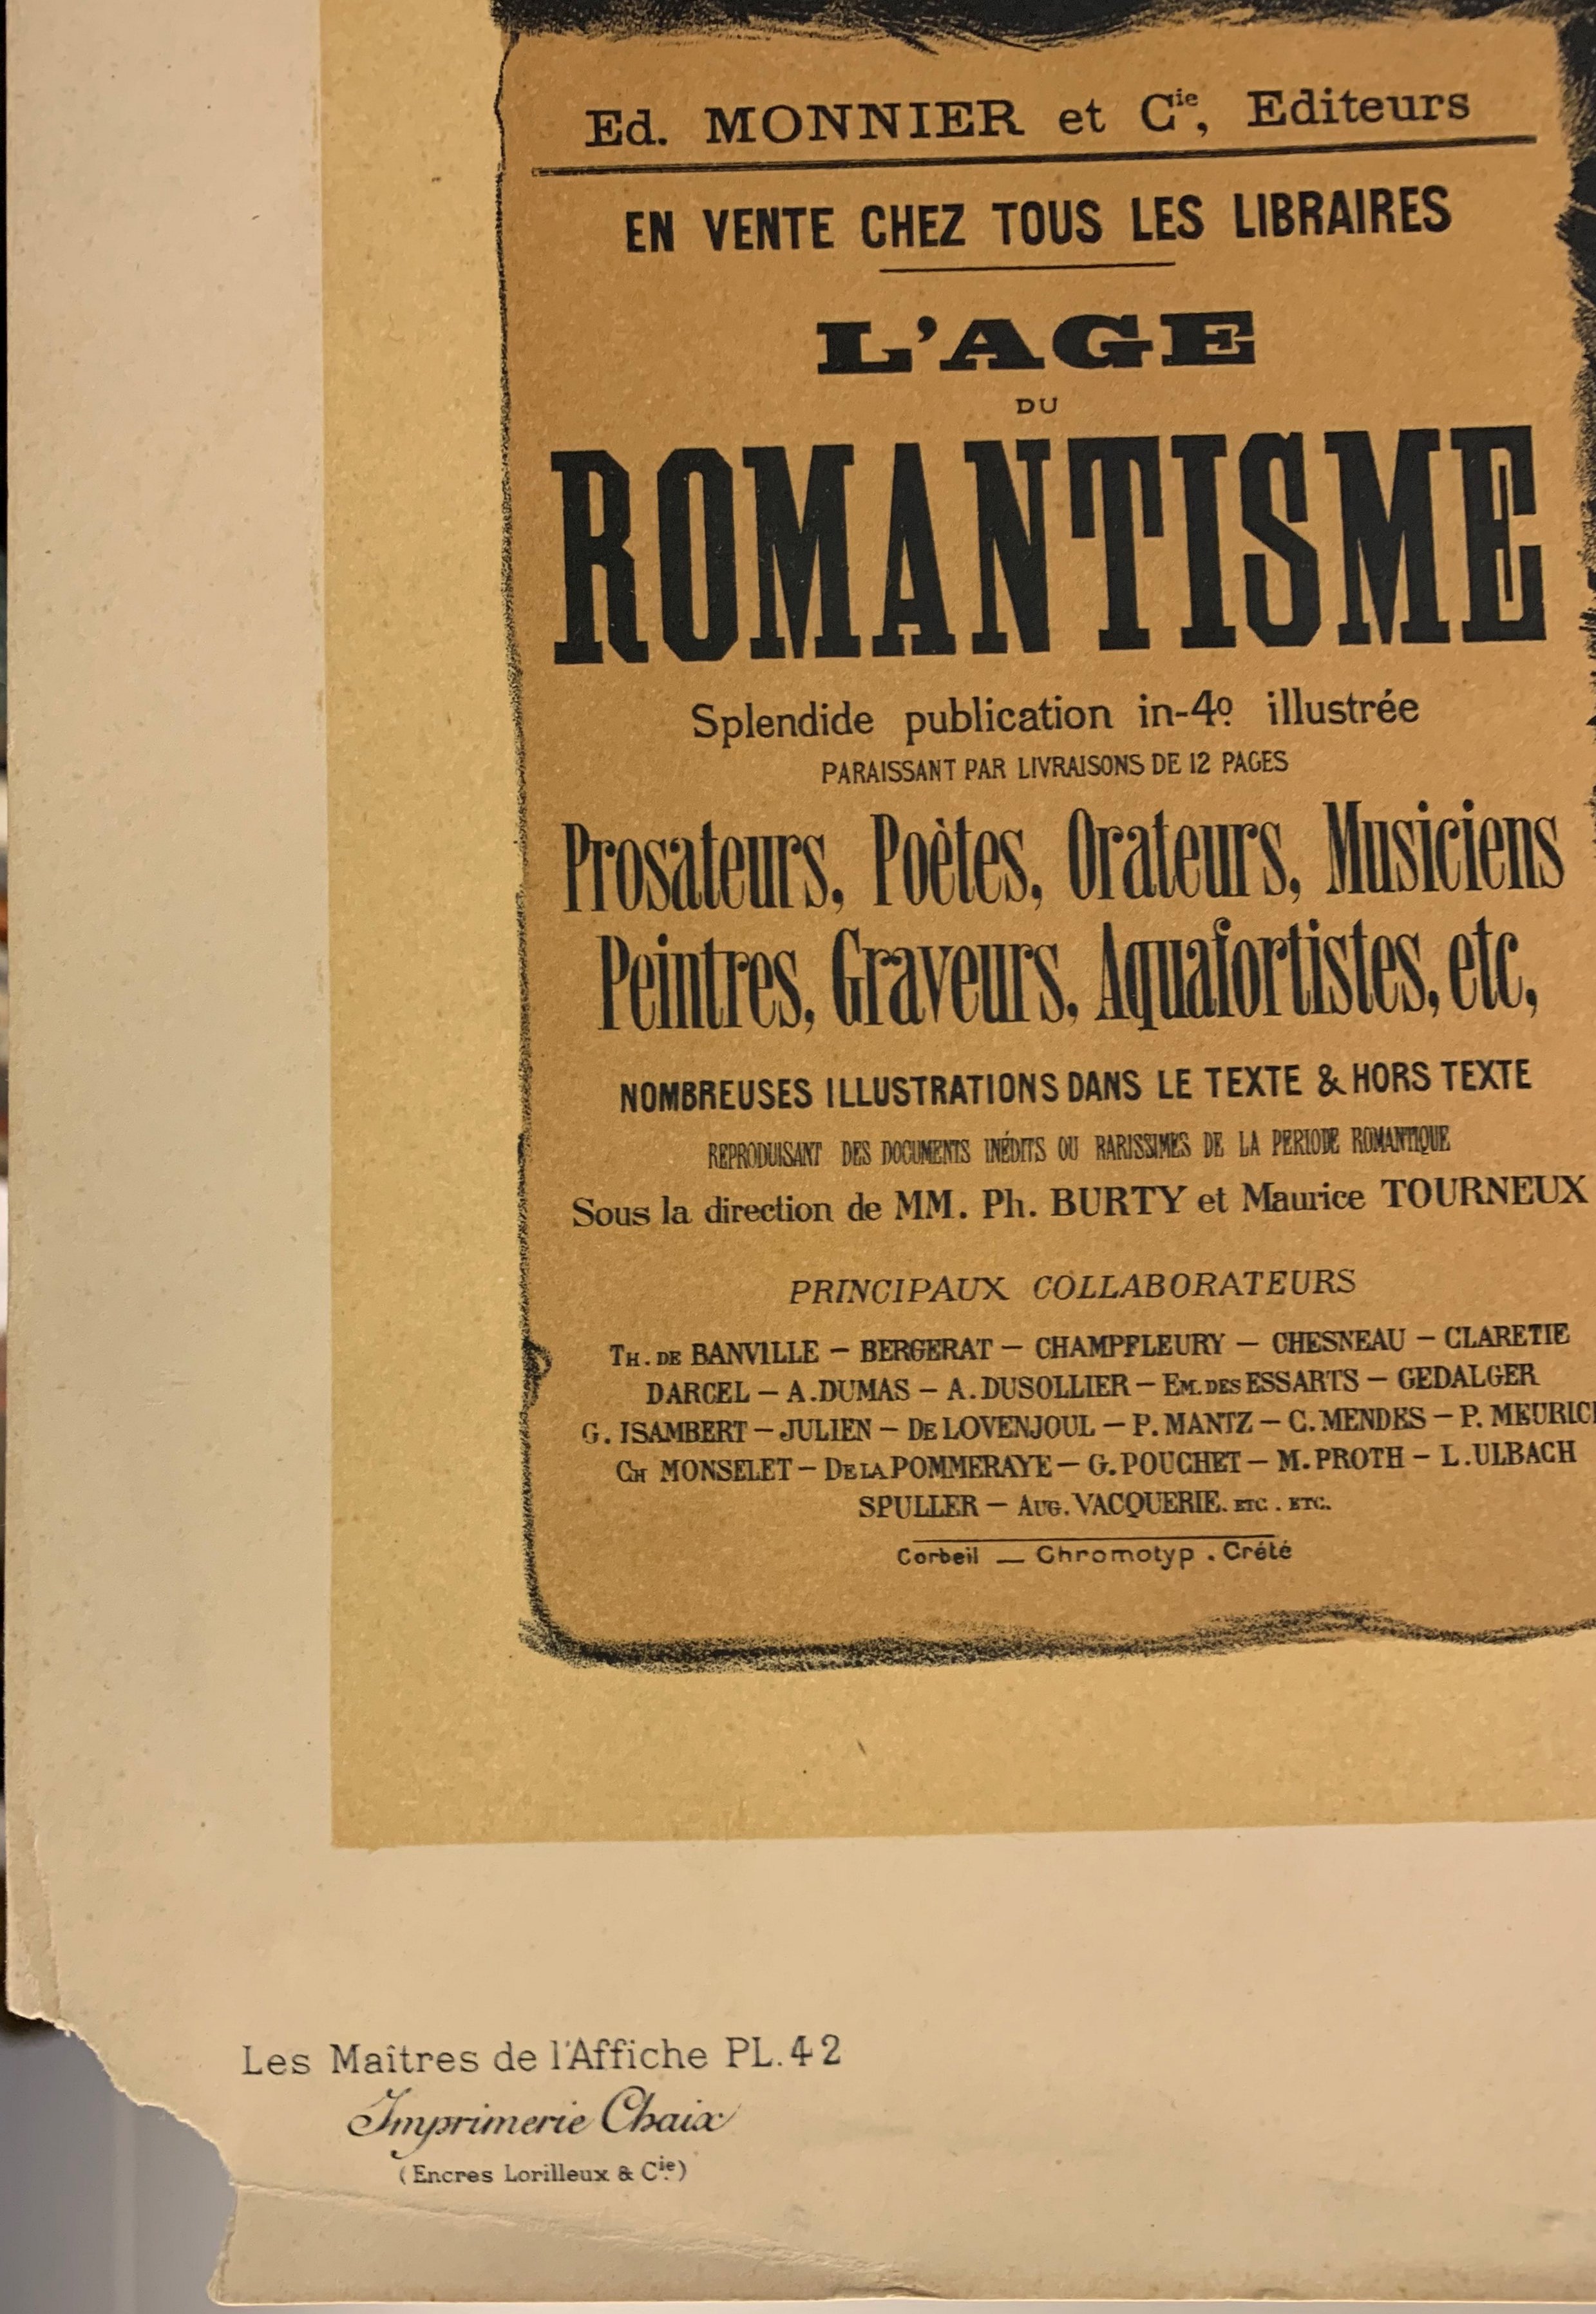 Ed. MONNIER et Cie, Editeurs
EN VENTE CHEZ TOUS LES LIBRAIRES
L'AGE
DU
ROMANTISME
Splendide publication in-4o illustrée
PARAISSANT PAR LIVRAISONS DE 12 PAGES
Prosateurs, Poètes, Orateurs, Musiciens
Peintres, Graveurs, Aquafortistes, etc,
NOMBREUSES ILLUSTRATIONS DANS LE TEXTE & HORS TEXTE
REPRODUISANT DES DOCUMENTS INÉDITS OU RARISSIMES DE LA PERIODE ROMANTIQUE
Sous la direction de MM. Ph. BURTY et Maurice TOURNEUX
PRINCIPAUX COLLABORATEURS
TH. DE BANVILLE – BERGERAT – CHAMPFLEURY – CHESNEAU – CLARETIE
DARCEL – A. DUMAS – A. DUSOLLIER – EM. DES ESSARTS – GEDALGER
G. ISAMBERT – JULIEN – DE LOVENJOUL – P. MANTZ – C. MENDES – P. MEURIC
CH MONSELET – DE LA POMMERAYE – G. POUCHET – M. PROTH – L. ULBACH
SPULLER – AUG. VACQUERIE. ETC. ETC.
Corbeil — Chromotyp. Crété
Les Maîtres de l'Affiche PL. 42
Imprimerie Chaix
(Encres Lorilleux & Cie)